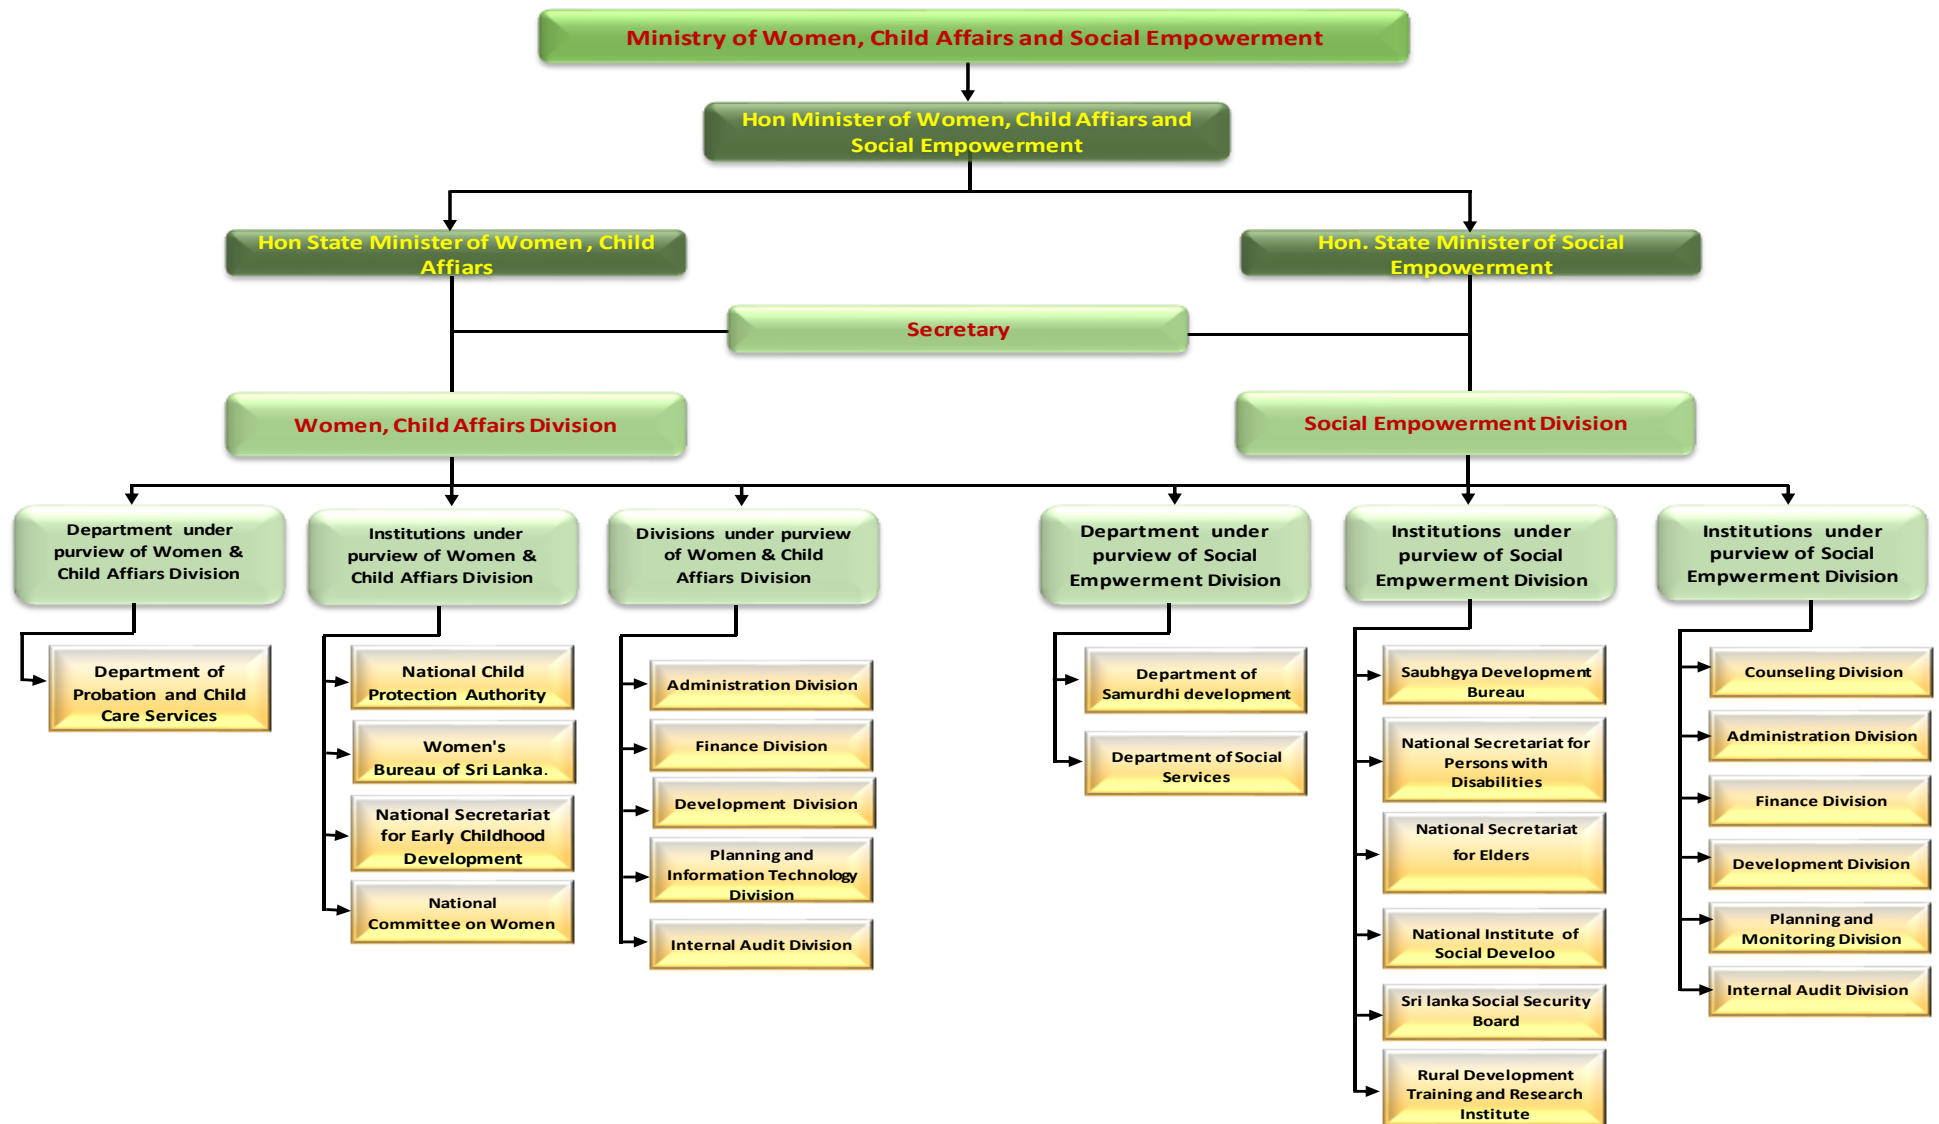 Ministry of Women, Child Affairs and Social Empowerment
Hon Minister of Women, Child Affiars and
Social Empowerment
Hon State Minister of Women , Child
Affiars
Hon. State Minister of Social
Empowerment
Secretary
Women, Child Affairs Division
Social Empowerment Division
Department under
purview of Women &
Child Affiars Division
Institutions under
purview of Women &
Child Affiars Division
Divisions under purview
of Women & Child
Affiars Division
Department under
purview of Social
Empwerment Division
Institutions under
purview of Social
Empwerment Division
Institutions under
purview of Social
Empwerment Division
Department of
Probation and Child
Care Services
National Child
Protection Authority
Women's
Bureau of Sri Lanka.
National Secretariat
for Early Childhood
Development
National
Committee on Women
Administration Division
Finance Division
Development Division
Planning and
Information Technology
Division
Internal Audit Division
Department of
Samurdhi development
Department of Social
Services
Saubhgya Development
Bureau
National Secretariat for
Persons with
Disabilities
National Secretariat
for Elders
National Institute of
Social Develoo
Sri lanka Social Security
Board
Rural Development
Training and Research
Institute
Counseling Division
Administration Division
Finance Division
Development Division
Planning and
Monitoring Division
Internal Audit Division